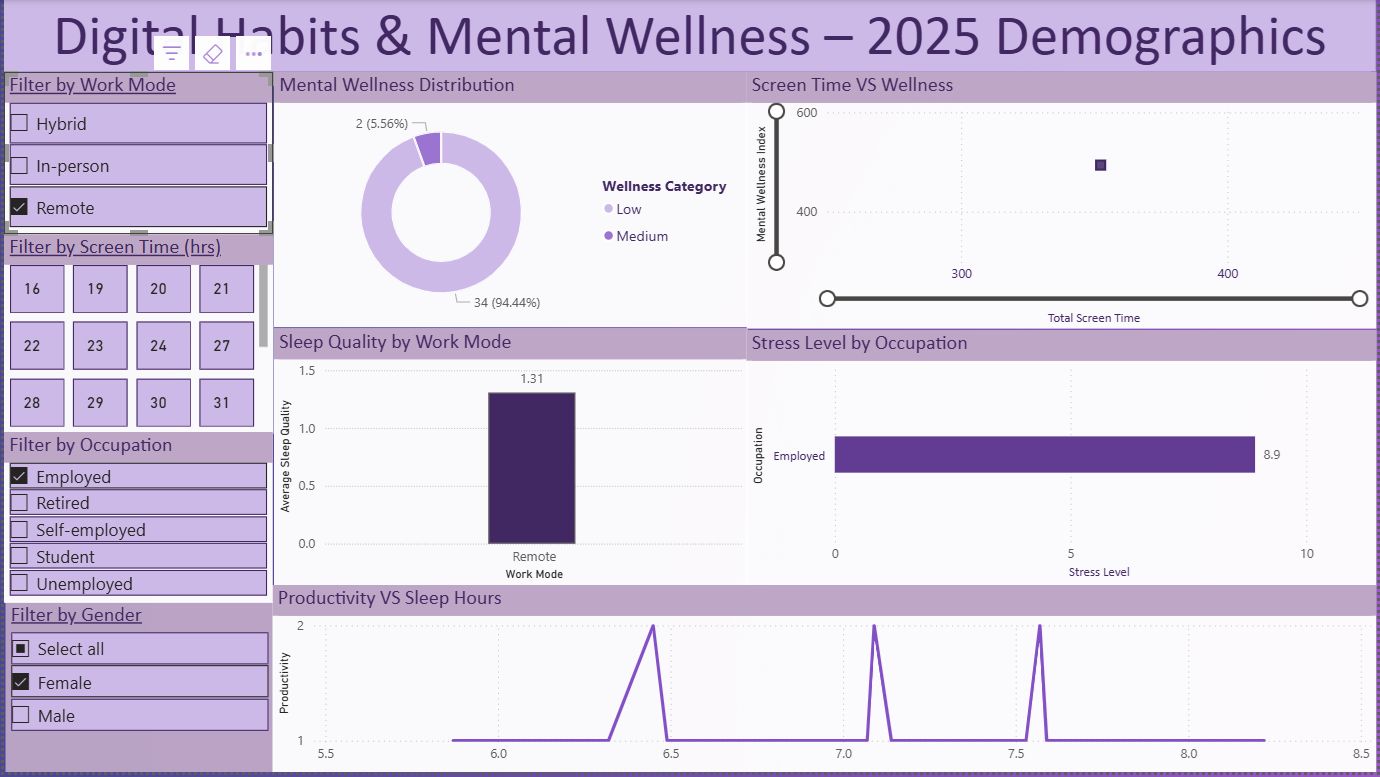 Digital Habits & Mental Wellness – 2025 Demographics
Filter by Work Mode
Hybrid
In-person
Remote
Filter by Screen Time (hrs)
16 19 20 21
22 23 24 27
28 29 30 31
Filter by Occupation
Employed
Retired
Self-employed
Student
Unemployed
Filter by Gender
Select all
Female
Male
Mental Wellness Distribution
2 (5.56%)
34 (94.44%)
Wellness Category
Low
Medium
Screen Time VS Wellness
Mental Wellness Index
600
400
300 400
Total Screen Time
Sleep Quality by Work Mode
Average Sleep Quality
1.5
1.0
0.5
0.0
1.31
Remote
Work Mode
Stress Level by Occupation
Occupation
Employed
8.9
0 5 10
Stress Level
Productivity VS Sleep Hours
Productivity
2
1
5.5 6.0 6.5 7.0 7.5 8.0 8.5